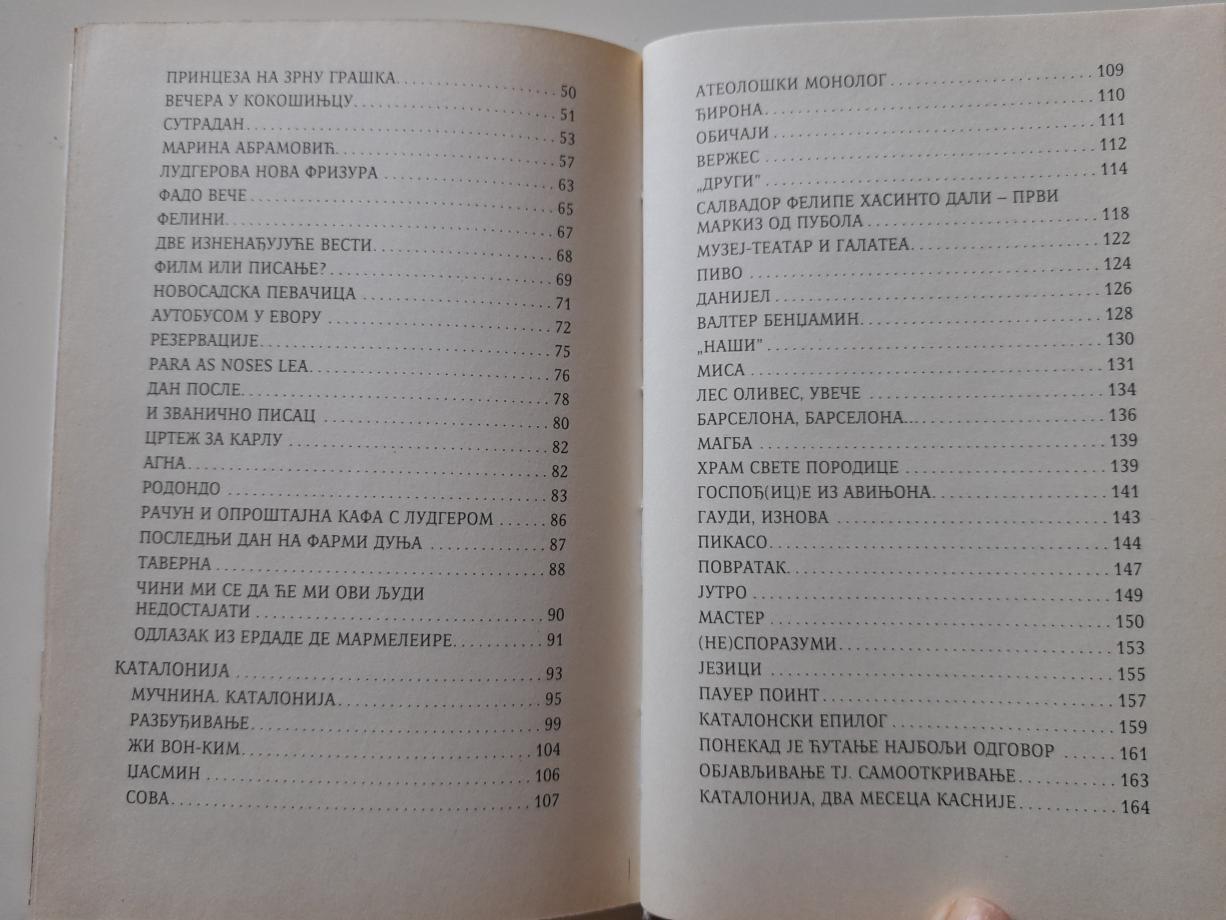 ПРИНЦЕЗА НА ЗРНУ ГРАШКА 50
ВЕЧЕРА У КОКОШИЊЦУ 51
СУТРАДАН 53
МАРИНА АБРАМОВИЋ 57
ЛУДГЕРОВА НОВА ФРИЗУРА 63
ФАДО ВЕЧЕ 65
ФЕЛИНИ 67
ДВЕ ИЗНЕНАЂУЈУЋЕ ВЕСТИ 68
ФИЛМ ИЛИ ПИСАЊЕ? 69
НОВОСАДСКА ПЕВАЧИЦА 71
АУТОБУСОМ У ЕВОРУ 72
РЕЗЕРВАЦИЈЕ 75
PARA AS NOSES LEA 76
ДАН ПОСЛЕ 78
И ЗВАНИЧНО ПИСАЦ 80
ЦРТЕЖ ЗА КАРЛУ 82
АГНА 82
РОДОНДО 83
РАЧУН И ОПРОШТАЈНА КАФА С ЛУДГЕРОМ 86
ПОСЛЕДЊИ ДАН НА ФАРМИ ДУЊА 87
ТАВЕРНА 88
ЧИНИ МИ СЕ ДА ЋЕ МИ ОВИ ЉУДИ
НЕДОСТАЈАТИ 90
ОДЛАЗАК ИЗ ЕРДАДЕ ДЕ МАРМЕЛЕИРЕ 91
КАТАЛОНИЈА 93
МУЧНИНА. КАТАЛОНИЈА 95
РАЗБУЂИВАЊЕ 99
ЖИ ВОН-КИМ 104
ЏАСМИН 106
СОВА 107
АТЕОЛОШКИ МОНОЛОГ 109
ЂИРОНА 110
ОБИЧАЈИ 111
ВЕРЖЕС 112
„ДРУГИ” 114
САЛВАДОР ФЕЛИПЕ ХАСИНТО ДАЛИ – ПРВИ
МАРКИЗ ОД ПУБОЛА 118
МУЗЕЈ-ТЕАТАР И ГАЛАТЕА 122
ПИВО 124
ДАНИЈЕЛ 126
ВАЛТЕР БЕНЏАМИН 128
„НАШИ” 130
МИСА 131
ЛЕС ОЛИВЕС, УВЕЧЕ 134
БАРСЕЛОНА, БАРСЕЛОНА... 136
МАГБА 139
ХРАМ СВЕТЕ ПОРОДИЦЕ 139
ГОСПОЂ(ИЦ)Е ИЗ АВИЊОНА 141
ГАУДИ, ИЗНОВА 143
ПИКАСО 144
ПОВРАТАК 147
ЈУТРО 149
МАСТЕР 150
(НЕ)СПОРАЗУМИ 153
ЈЕЗИЦИ 155
ПАУЕР ПОИНТ 157
КАТАЛОНСКИ ЕПИЛОГ 159
ПОНЕКАД ЈЕ ЋУТАЊЕ НАЈБОЉИ ОДГОВОР 161
ОБЈАВЉИВАЊЕ ТЈ. САМООТКРИВАЊЕ 163
КАТАЛОНИЈА, ДВА МЕСЕЦА КАСНИЈЕ 164